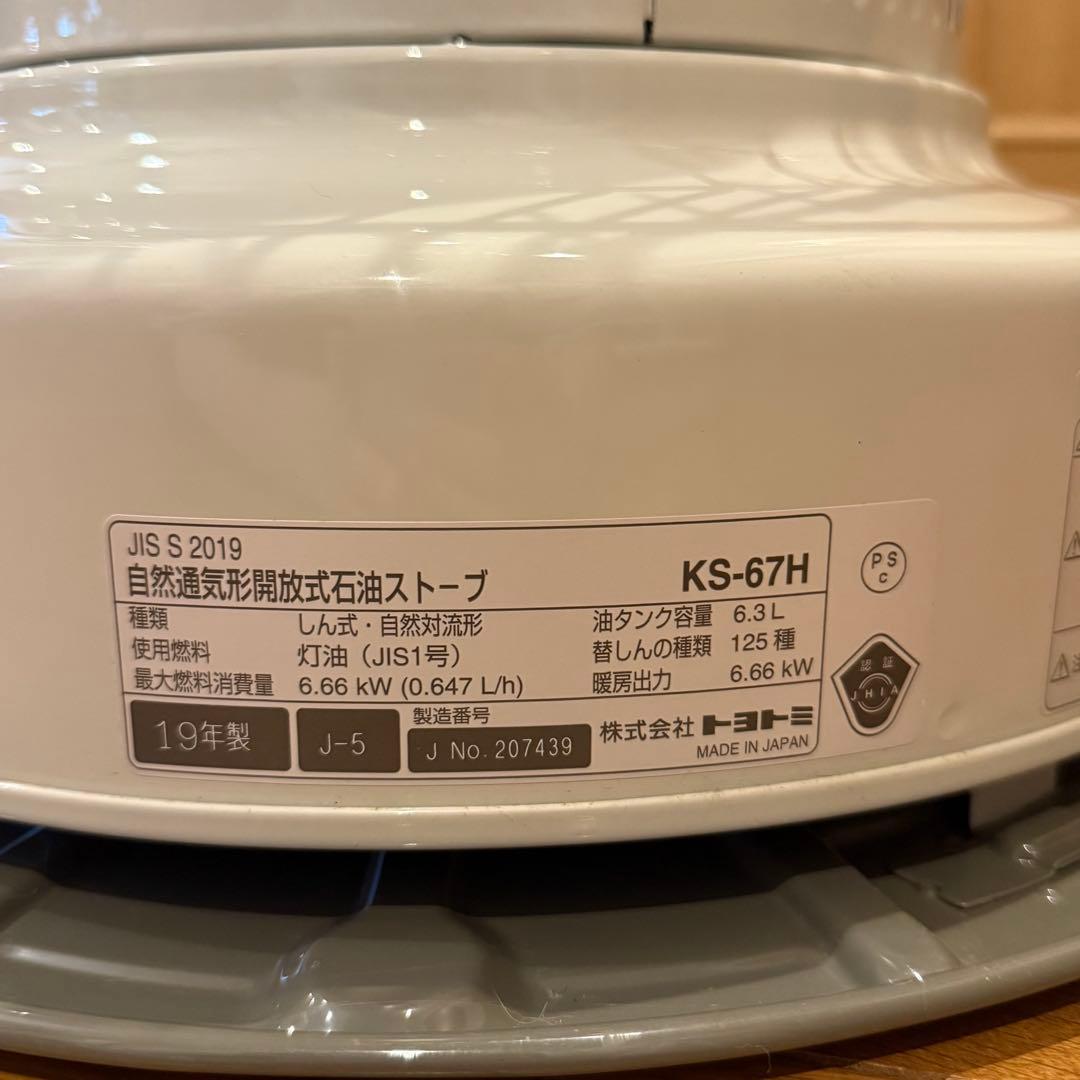 JIS S 2019
自然通気形開放式石油ストーブ KS-67H
種類 しん式・自然対流形 油タンク容量 6.3 L
使用燃料 灯油（JIS1号） 替しんの種類 125 種
最大燃料消費量 6.66 kW (0.647 L/h) 暖房出力 6.66 kW
19年製 J-5 製造番号 J No. 207439 株式会社 トヨトミ
MADE IN JAPAN
PS
C
認証
JHIA